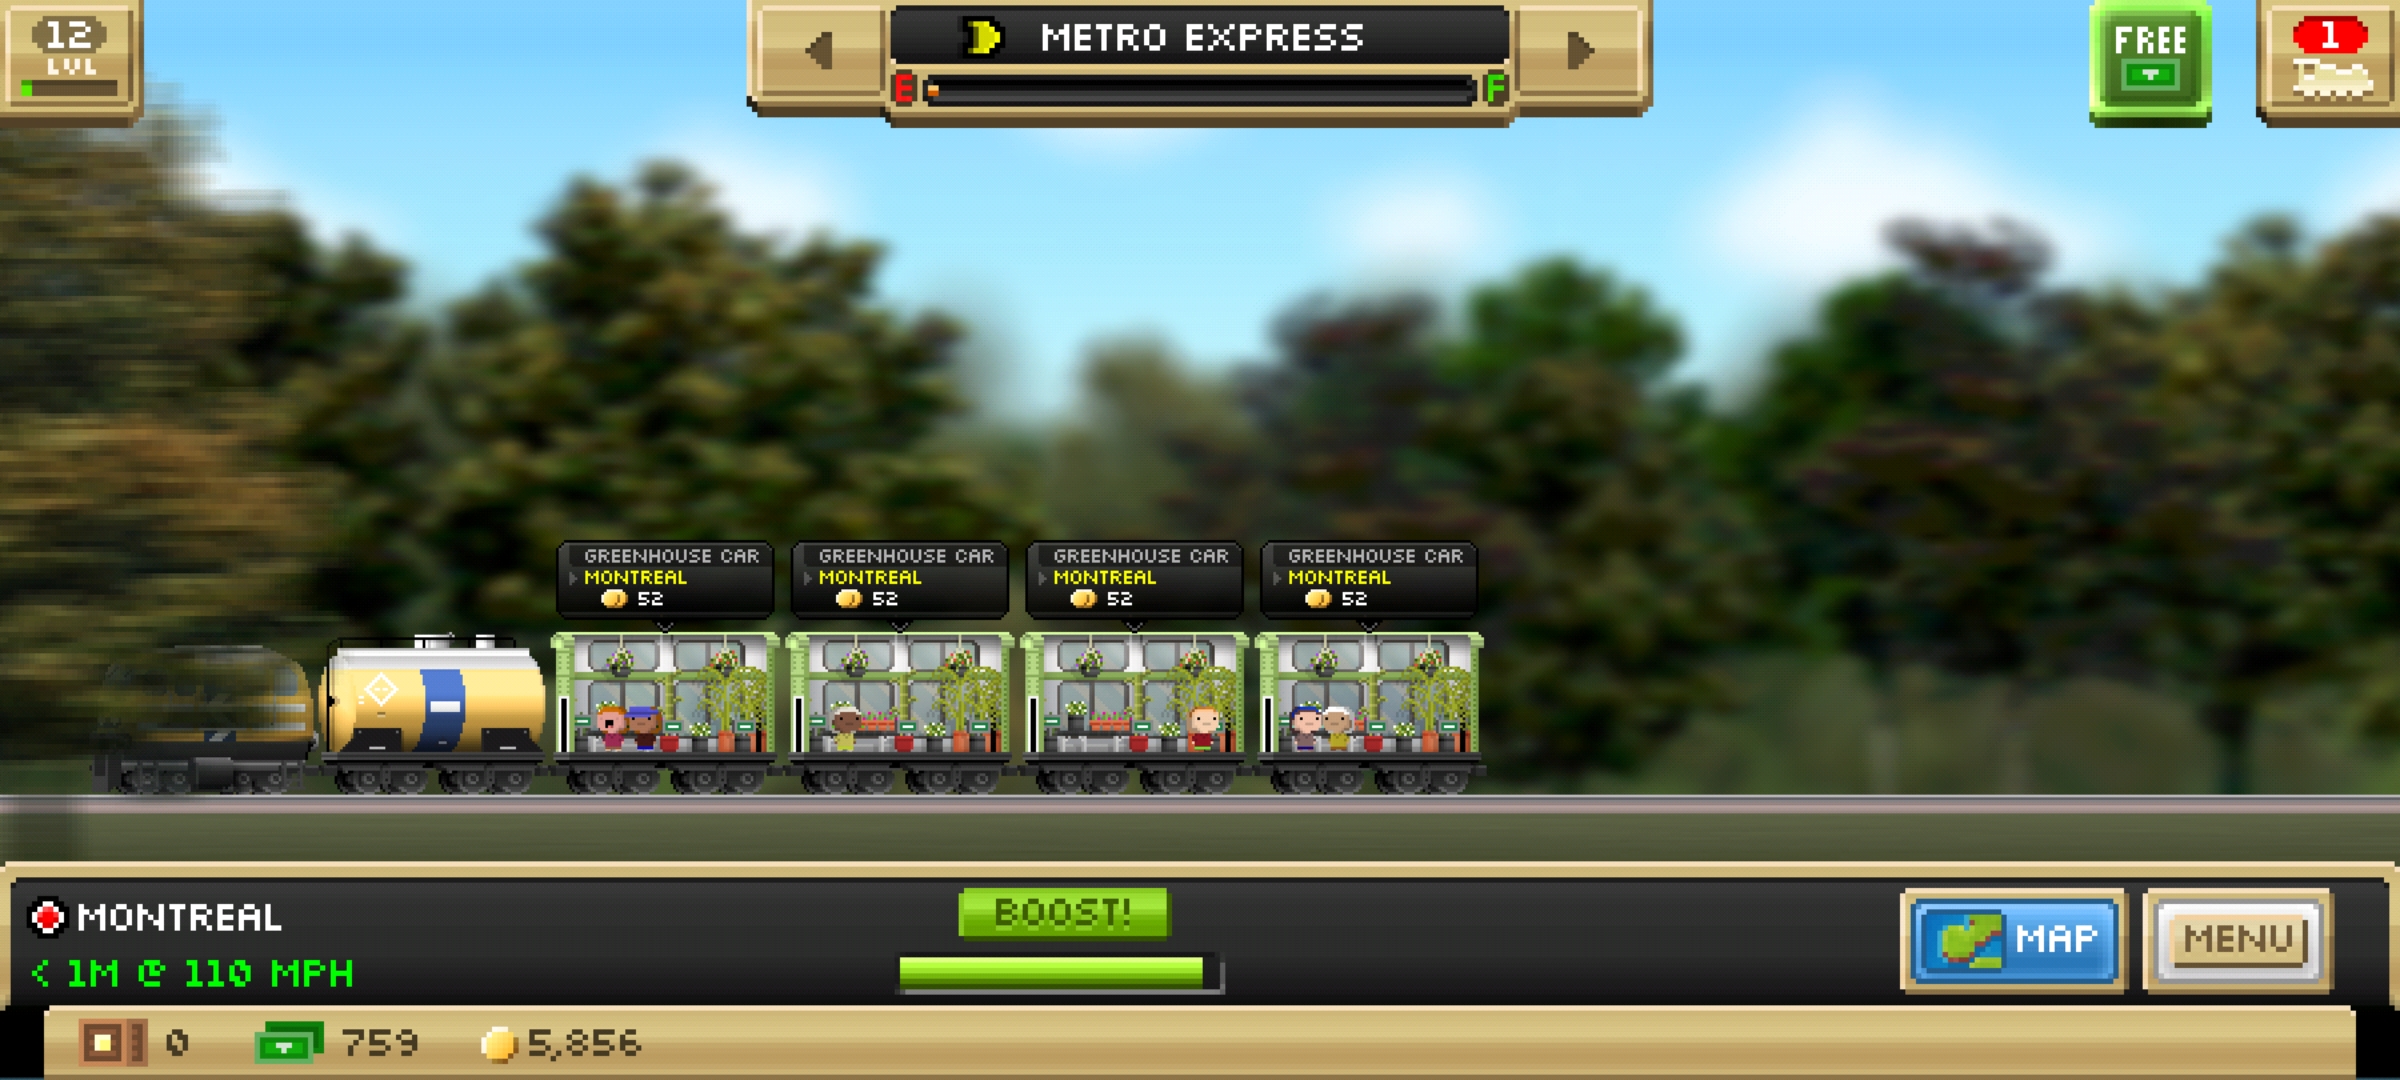 12
LVL
METRO EXPRESS
E F
FREE
1
GREENHOUSE CAR
MONTREAL
52
GREENHOUSE CAR
MONTREAL
52
GREENHOUSE CAR
MONTREAL
52
GREENHOUSE CAR
MONTREAL
52
MONTREAL
< 1M @ 110 MPH
BOOST!
MAP
MENU
0 759 5,856